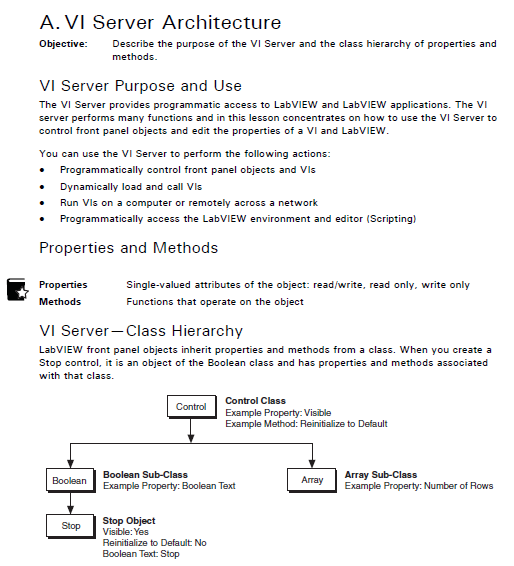 A. VI Server Architecture
Objective: Describe the purpose of the VI Server and the class hierarchy of properties and
methods.
VI Server Purpose and Use
The VI Server provides programmatic access to LabVIEW and LabVIEW applications. The VI
server performs many functions and in this lesson concentrates on how to use the VI Server to
control front panel objects and edit the properties of a VI and LabVIEW.
You can use the VI Server to perform the following actions:
• Programmatically control front panel objects and VIs
• Dynamically load and call VIs
• Run VIs on a computer or remotely across a network
• Programmatically access the LabVIEW environment and editor (Scripting)
Properties and Methods
Properties Single-valued attributes of the object: read/write, read only, write only
Methods Functions that operate on the object
VI Server—Class Hierarchy
LabVIEW front panel objects inherit properties and methods from a class. When you create a
Stop control, it is an object of the Boolean class and has properties and methods associated
with that class.
Control
Control Class
Example Property: Visible
Example Method: Reinitialize to Default
Boolean
Boolean Sub-Class
Example Property: Boolean Text
Array
Array Sub-Class
Example Property: Number of Rows
Stop
Stop Object
Visible: Yes
Reinitialize to Default: No
Boolean Text: Stop